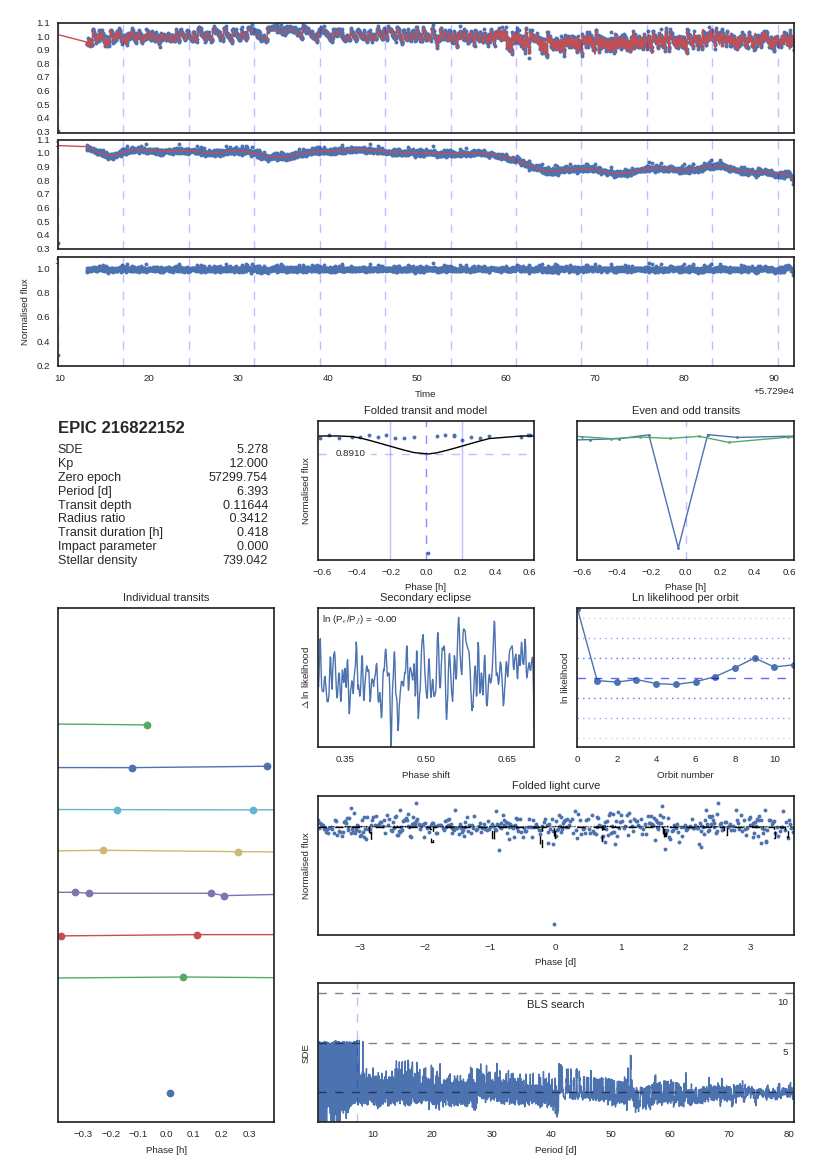 1.1
1.0
0.9
0.8
0.7
0.6
0.5
0.4
0.3
1.1
1.0
0.9
0.8
0.7
0.6
0.5
0.4
0.3
1.0
0.8
0.6
0.4
0.2
Normalised flux
10 20 30 40 50 60 70 80 90
Time
+5.729e4
EPIC 216822152
SDE 5.278
Kp 12.000
Zero epoch 57299.754
Period [d] 6.393
Transit depth 0.11644
Radius ratio 0.3412
Transit duration [h] 0.418
Impact parameter 0.000
Stellar density 739.042
Folded transit and model
0.8910
Normalised flux
−0.6 −0.4 −0.2 0.0 0.2 0.4 0.6
Phase [h]
Even and odd transits
−0.6 −0.4 −0.2 0.0 0.2 0.4 0.6
Phase [h]
Individual transits
−0.3 −0.2 −0.1 0.0 0.1 0.2 0.3
Phase [h]
Secondary eclipse
ln (Pₑ/P𝑓) = -0.00
Δ ln likelihood
0.35 0.50 0.65
Phase shift
Ln likelihood per orbit
ln likelihood
0 2 4 6 8 10
Orbit number
Folded light curve
Normalised flux
−3 −2 −1 0 1 2 3
Phase [d]
BLS search
10
5
SDE
10 20 30 40 50 60 70 80
Period [d]